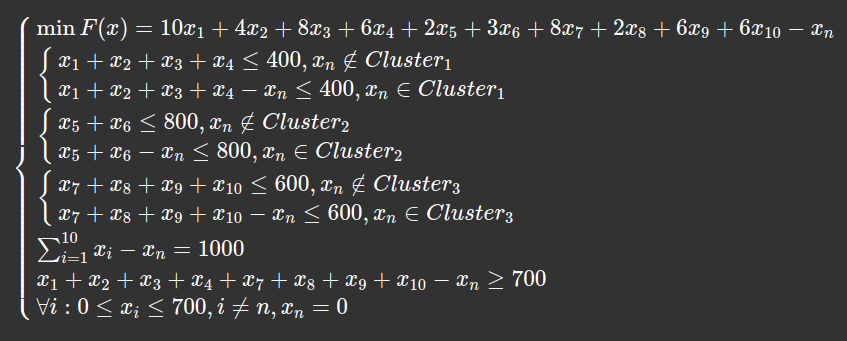 min F(x) = 10x₁ + 4x₂ + 8x₃ + 6x₄ + 2x₅ + 3x₆ + 8x₇ + 2x₈ + 6x₉ + 6x₁₀ − xₙ
x₁ + x₂ + x₃ + x₄ ≤ 400, xₙ ∉ Cluster₁
x₁ + x₂ + x₃ + x₄ − xₙ ≤ 400, xₙ ∈ Cluster₁
x₅ + x₆ ≤ 800, xₙ ∉ Cluster₂
x₅ + x₆ − xₙ ≤ 800, xₙ ∈ Cluster₂
x₇ + x₈ + x₉ + x₁₀ ≤ 600, xₙ ∉ Cluster₃
x₇ + x₈ + x₉ + x₁₀ − xₙ ≤ 600, xₙ ∈ Cluster₃
∑¹⁰ᵢ₌₁ xᵢ − xₙ = 1000
x₁ + x₂ + x₃ + x₄ + x₇ + x₈ + x₉ + x₁₀ − xₙ ≥ 700
∀i : 0 ≤ xᵢ ≤ 700, i ≠ n, xₙ = 0